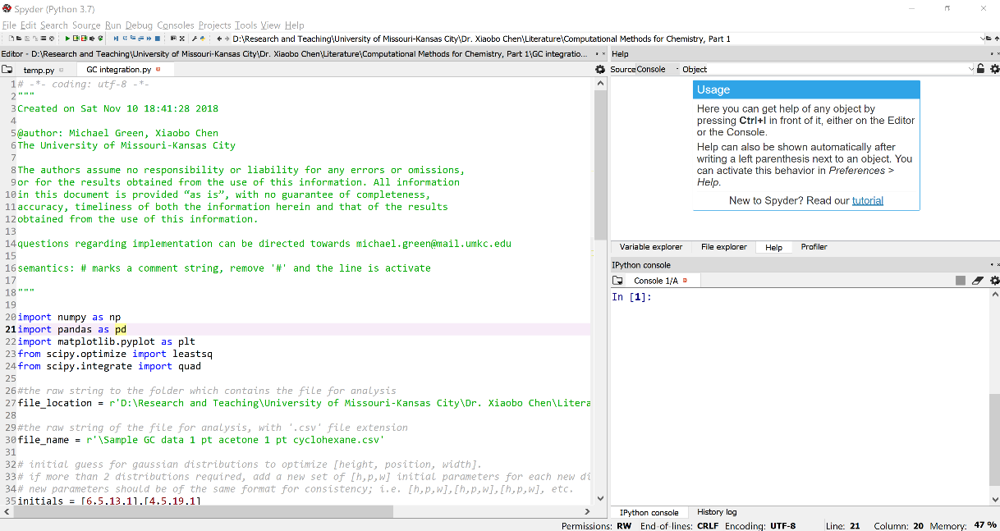 Spyder (Python 3.7)
File Edit Search Source Run Debug Consoles Projects Tools View Help
D:\Research and Teaching\University of Missouri-Kansas City\Dr. Xiaobo Chen\Literature\Computational Methods for Chemistry, Part 1
Editor - D:\Research and Teaching\University of Missouri-Kansas City\Dr. Xiaobo Chen\Literature\Computational Methods for Chemistry, Part 1\GC integratio...
temp.py GC integration.py
1 # -*- coding: utf-8 -*-
2 """
3 Created on Sat Nov 10 18:41:28 2018
4
5 @author: Michael Green, Xiaobo Chen
6 The University of Missouri-Kansas City
7
8 The authors assume no responsibility or liability for any errors or omissions,
9 or for the results obtained from the use of this information. All information
10 in this document is provided “as is”, with no guarantee of completeness,
11 accuracy, timeliness of both the information herein and that of the results
12 obtained from the use of this information.
13
14 questions regarding implementation can be directed towards michael.green@mail.umkc.edu
15
16 semantics: # marks a comment string, remove '#' and the line is activate
17
18 """
19
20 import numpy as np
21 import pandas as pd
22 import matplotlib.pyplot as plt
23 from scipy.optimize import leastsq
24 from scipy.integrate import quad
25
26 #the raw string to the folder which contains the file for analysis
27 file_location = r'D:\Research and Teaching\University of Missouri-Kansas City\Dr. Xiaobo Chen\Litera
28
29 #the raw string of the file for analysis, with '.csv' file extension
30 file_name = r'\Sample GC data 1 pt acetone 1 pt cyclohexane.csv'
31
32 # initial guess for gaussian distributions to optimize [height, position, width].
33 # if more than 2 distributions required, add a new set of [h,p,w] initial parameters for each new di
34 # new parameters should be of the same format for consistency; i.e. [h,p,w],[h,p,w],[h,p,w], etc.
35 initials = [6.5,13,1],[4.5,19,1]
Help
Source Console Object
Usage
Here you can get help of any object by
pressing Ctrl+I in front of it, either on the Editor
or the Console.
Help can also be shown automatically after
writing a left parenthesis next to an object. You
can activate this behavior in Preferences >
Help.
New to Spyder? Read our tutorial
Variable explorer File explorer Help Profiler
IPython console
Console 1/A
In [1]:
IPython console History log
Permissions: RW End-of-lines: CRLF Encoding: UTF-8 Line: 21 Column: 20 Memory: 47 %